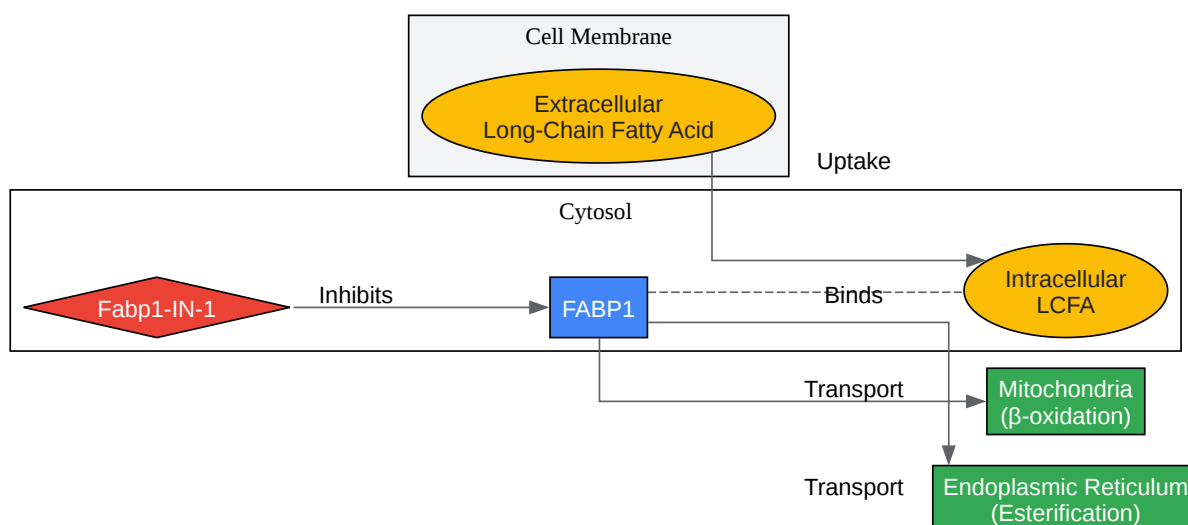 Cell Membrane
Extracellular
Long-Chain Fatty Acid
Uptake
Cytosol
Fabp1-IN-1
Inhibits
FABP1
Binds
Intracellular
LCFA
Transport
Mitochondria
(β-oxidation)
Transport
Endoplasmic Reticulum
(Esterification)